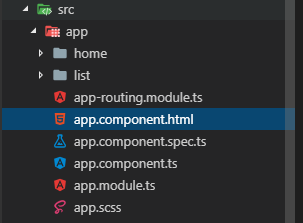 src
app
home
list
app-routing.module.ts
app.component.html
app.component.spec.ts
app.component.ts
app.module.ts
app.scss